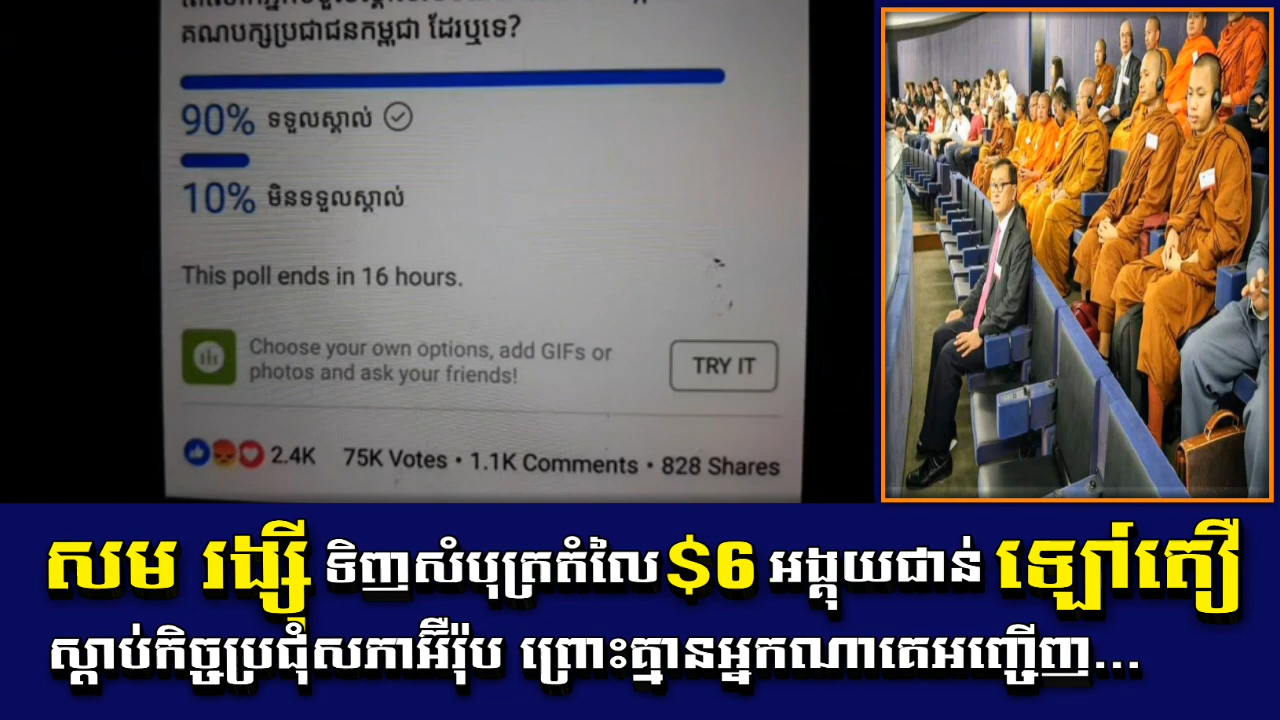 គណបក្សប្រជាជនកម្ពុជា ដែរឬទេ?
90% ទទួលស្គាល់
10% មិនទទួលស្គាល់
This poll ends in 16 hours.
Choose your own options, add GIFs or
photos and ask your friends!
TRY IT
2.4K 75K Votes • 1.1K Comments • 828 Shares
សម រង្ស៊ី ទិញសំបុត្រតំលៃ $6 អង្គុយជាន់ ឡៅតឿ
ស្តាប់កិច្ចប្រជុំសភាអ៊ឺរ៉ុប ព្រោះគ្មានអ្នកណាគេអញ្ជើញ...